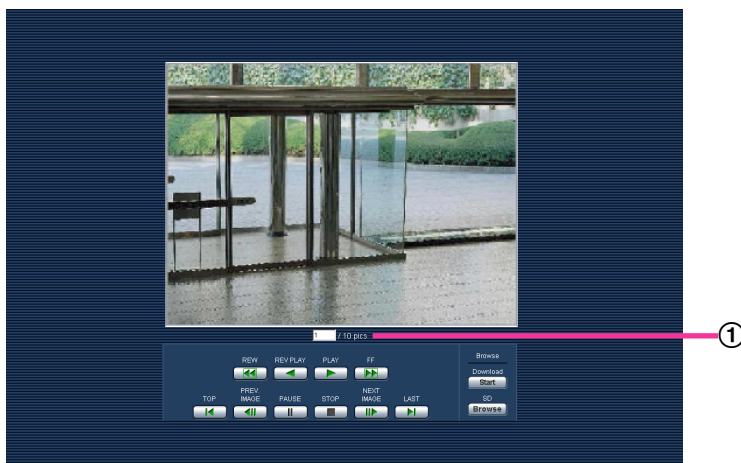 1 / 10 pics
①
REW REV PLAY PLAY FF
TOP PREV. IMAGE PAUSE STOP NEXT IMAGE LAST
Browse
Download
Start
SD
Browse